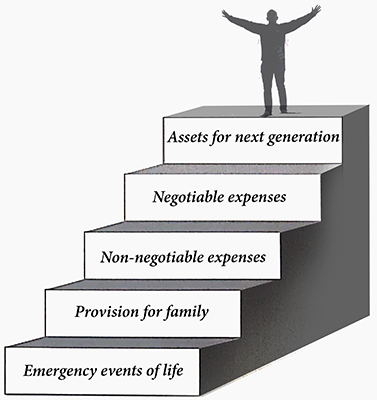 Assets for next generation
Negotiable expenses
Non-negotiable expenses
Provision for family
Emergency events of life